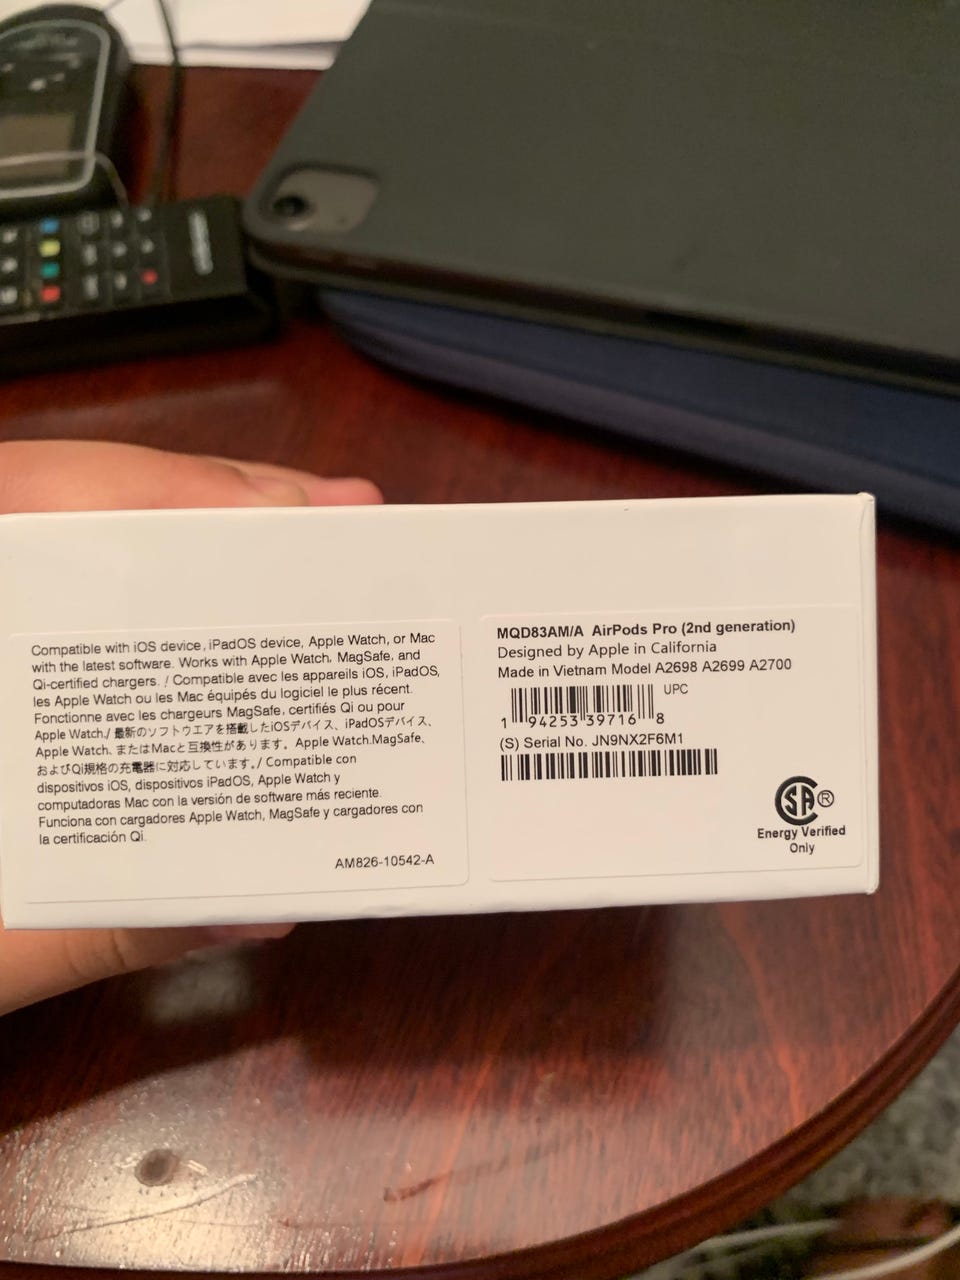 Compatible with iOS device, iPadOS device, Apple Watch, or Mac
with the latest software. Works with Apple Watch, MagSafe, and
Qi-certified chargers. / Compatible avec les appareils iOS, iPadOS,
les Apple Watch ou les Mac équipés du logiciel le plus récent.
Fonctionne avec les chargeurs MagSafe, certifiés Qi ou pour
Apple Watch./ 最新のソフトウエアを搭載したiOSデバイス、iPadOSデバイス、
Apple Watch、またはMacと互換性があります。Apple Watch.MagSafe、
およびQi規格の充電器に対応しています。/ Compatible con
dispositivos iOS, dispositivos iPadOS, Apple Watch y
computadoras Mac con la versión de software más reciente.
Funciona con cargadores Apple Watch, MagSafe y cargadores con
la certificación Qi.
AM826-10542-A
MQD83AM/A AirPods Pro (2nd generation)
Designed by Apple in California
Made in Vietnam Model A2698 A2699 A2700
UPC
1 94253 39716 8
(S) Serial No. JN9NX2F6M1
SA®
Energy Verified
Only